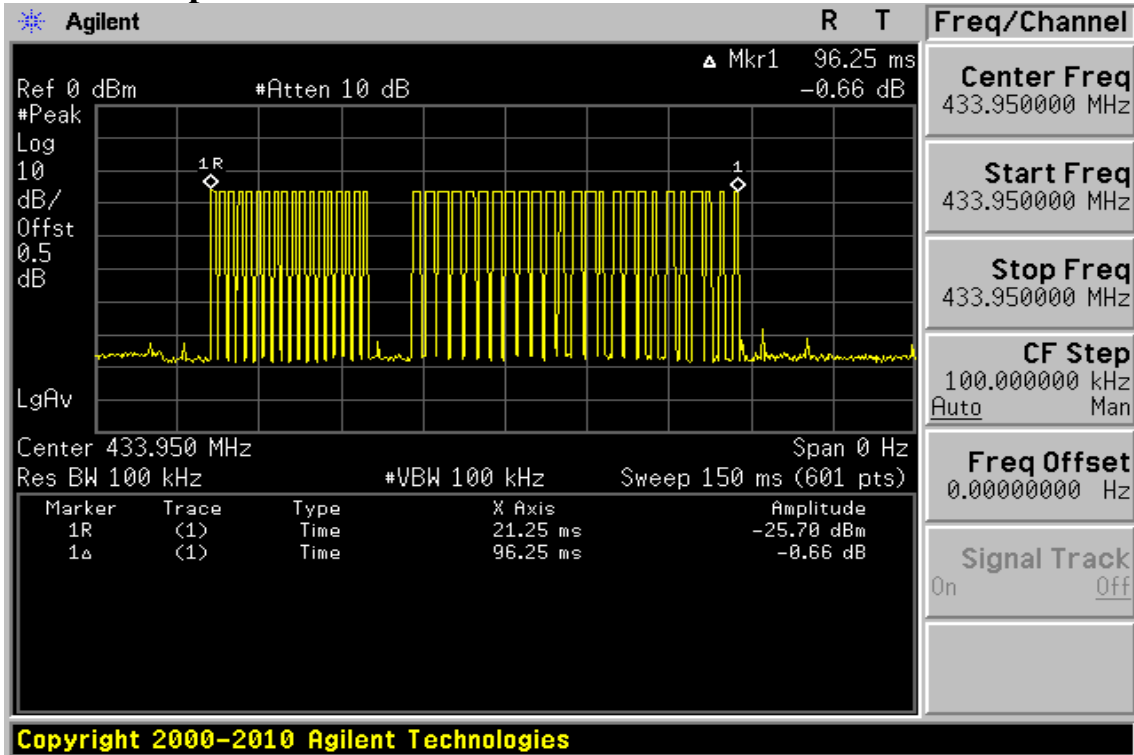 Agilent R T Freq/Channel
Δ Mkr1 96.25 ms
Ref 0 dBm #Atten 10 dB -0.66 dB
#Peak
Log
10
dB/
Offst
0.5
dB
LgAv
1R
1
Center 433.950 MHz Span 0 Hz
Res BW 100 kHz #VBW 100 kHz Sweep 150 ms (601 pts)
Marker Trace Type X Axis Amplitude
1R (1) Time 21.25 ms -25.70 dBm
1Δ (1) Time 96.25 ms -0.66 dB
Center Freq
433.950000 MHz
Start Freq
433.950000 MHz
Stop Freq
433.950000 MHz
CF Step
100.000000 kHz
Auto Man
Freq Offset
0.00000000 Hz
Signal Track
On Off
Copyright 2000-2010 Agilent Technologies